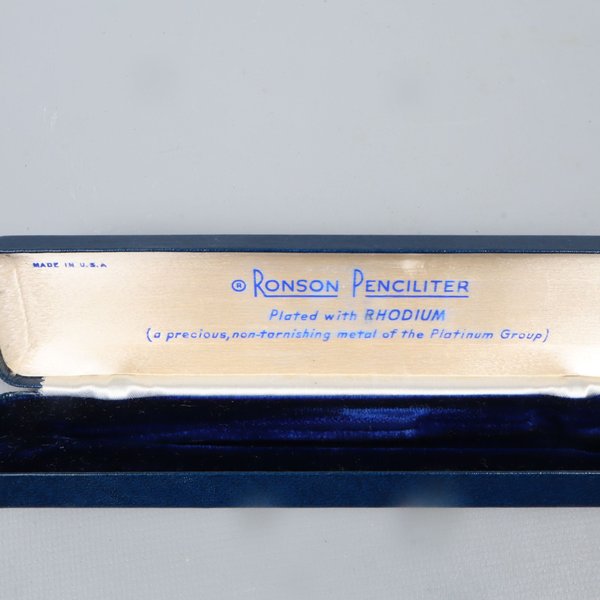 MADE IN U.S.A
® RONSON PENCILITER
Plated with RHODIUM
(a precious, non-tarnishing metal of the Platinum Group)